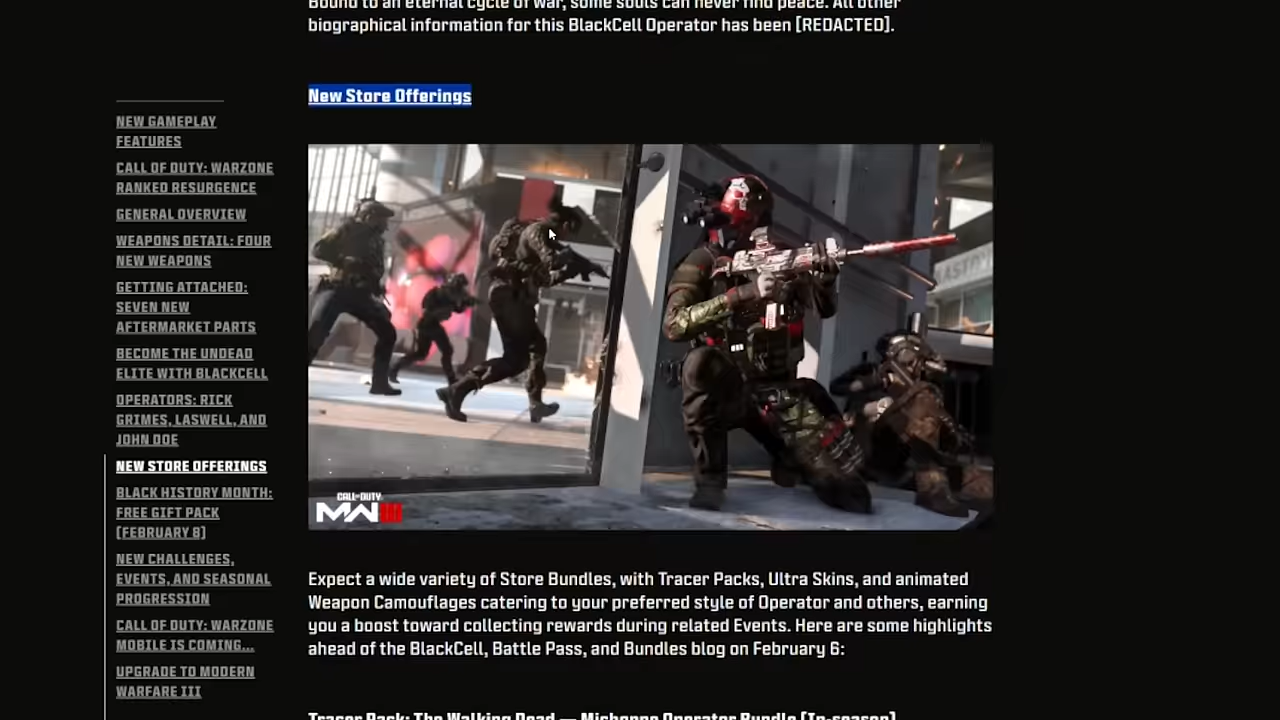 Bound to an eternal cycle of war, some souls can never find peace. All other
biographical information for this BlackCell Operator has been [REDACTED].
New Store Offerings
NEW GAMEPLAY
FEATURES
CALL OF DUTY: WARZONE
RANKED RESURGENCE
GENERAL OVERVIEW
WEAPONS DETAIL: FOUR
NEW WEAPONS
GETTING ATTACHED:
SEVEN NEW
AFTERMARKET PARTS
BECOME THE UNDEAD
ELITE WITH BLACKCELL
OPERATORS: RICK
GRIMES, LASWELL, AND
JOHN DOE
NEW STORE OFFERINGS
BLACK HISTORY MONTH:
FREE GIFT PACK
[FEBRUARY 8]
NEW CHALLENGES,
EVENTS, AND SEASONAL
PROGRESSION
CALL OF DUTY: WARZONE
MOBILE IS COMING...
UPGRADE TO MODERN
WARFARE III
CALL OF DUTY
MW III
Expect a wide variety of Store Bundles, with Tracer Packs, Ultra Skins, and animated
Weapon Camouflages catering to your preferred style of Operator and others, earning
you a boost toward collecting rewards during related Events. Here are some highlights
ahead of the BlackCell, Battle Pass, and Bundles blog on February 6:
Tracer Pack: The Walking Dead — Michonne Operator Bundle [In-season]